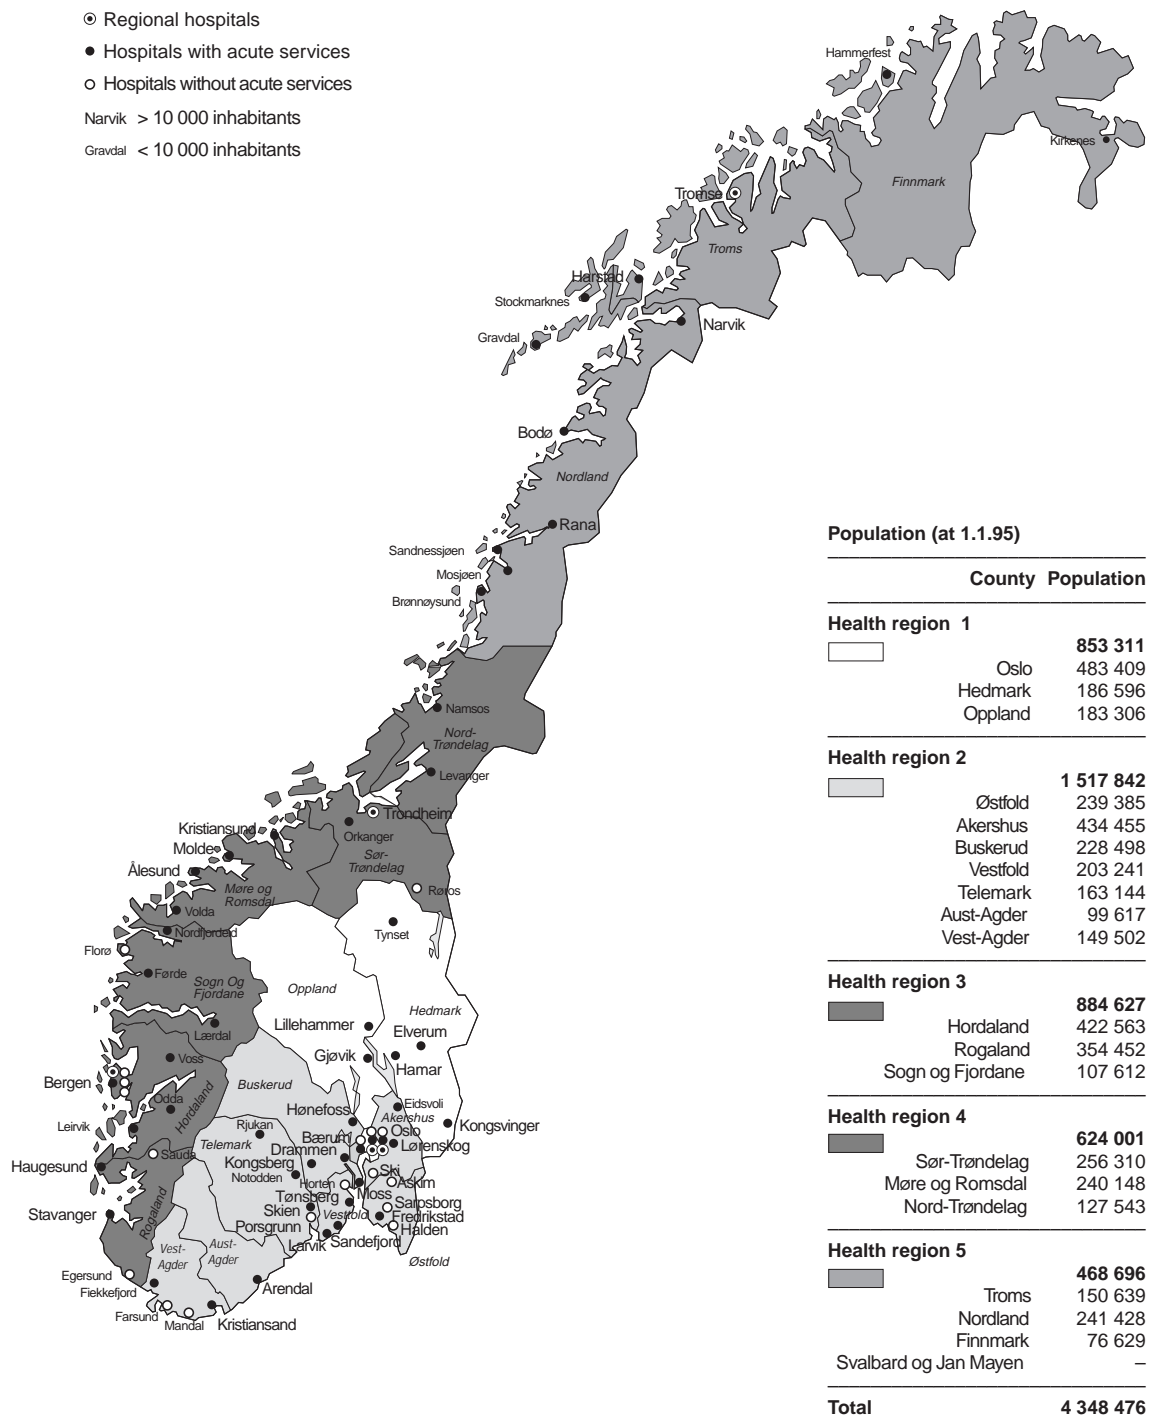 Regional hospitals
Hospitals with acute services
Hospitals without acute services
Narvik > 10 000 inhabitants
Gravdal < 10 000 inhabitants
Hammerfest
Kirkenes
Finnmark
Tromsø
Troms
Harstad
Stockmarknes
Narvik
Gravdal
Bodø
Nordland
Rana
Sandnessjøen
Mosjøen
Brønnøysund
Namsos
Nord-
Trøndelag
Levanger
Trondheim
Kristiansund
Orkanger
Molde
Sør-
Trøndelag
Ålesund
Røros
Møre og
Romsdal
Volda
Tynset
Nordfjordeid
Florø
Førde
Sogn Og
Fjordane
Oppland
Hedmark
Lillehammer
Lærdal
Elverum
Gjøvik
Voss
Hamar
Bergen
Buskerud
Odda
Hordaland
Eidsvoll
Hønefoss
Akershus
Rjukan
Kongsvinger
Leirvik
Oslo
Bærum
Telemark
Lørenskog
Drammen
Sauda
Haugesund
Kongsberg
Ski
Notodden
Askim
Horten
Moss
Tønsberg
Sarpsborg
Skien
Stavanger
Rogaland
Vestfold
Fredrikstad
Porsgrunn
Halden
Larvik
Sandefjord
Vest-
Agder
Aust-
Agder
Østfold
Egersund
Fiekkefjord
Arendal
Farsund
Mandal
Kristiansand
Population (at 1.1.95)
County Population
Health region 1
853 311
Oslo 483 409
Hedmark 186 596
Oppland 183 306
Health region 2
1 517 842
Østfold 239 385
Akershus 434 455
Buskerud 228 498
Vestfold 203 241
Telemark 163 144
Aust-Agder 99 617
Vest-Agder 149 502
Health region 3
884 627
Hordaland 422 563
Rogaland 354 452
Sogn og Fjordane 107 612
Health region 4
624 001
Sør-Trøndelag 256 310
Møre og Romsdal 240 148
Nord-Trøndelag 127 543
Health region 5
468 696
Troms 150 639
Nordland 241 428
Finnmark 76 629
Svalbard og Jan Mayen –
Total 4 348 476